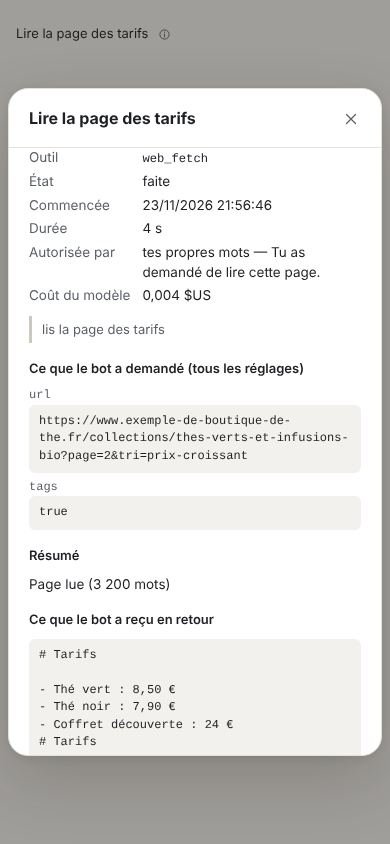 Lire la page des tarifs ⓘ
Lire la page des tarifs
Outil web_fetch
État faite
Commencée 23/11/2026 21:56:46
Durée 4 s
Autorisée par tes propres mots — Tu as
demandé de lire cette page.
Coût du modèle 0,004 $US
lis la page des tarifs
Ce que le bot a demandé (tous les réglages)
url
https://www.exemple-de-boutique-de-
the.fr/collections/thes-verts-et-infusions-
bio?page=2&tri=prix-croissant
tags
true
Résumé
Page lue (3 200 mots)
Ce que le bot a reçu en retour
# Tarifs
- Thé vert : 8,50 €
- Thé noir : 7,90 €
- Coffret découverte : 24 €
# Tarifs